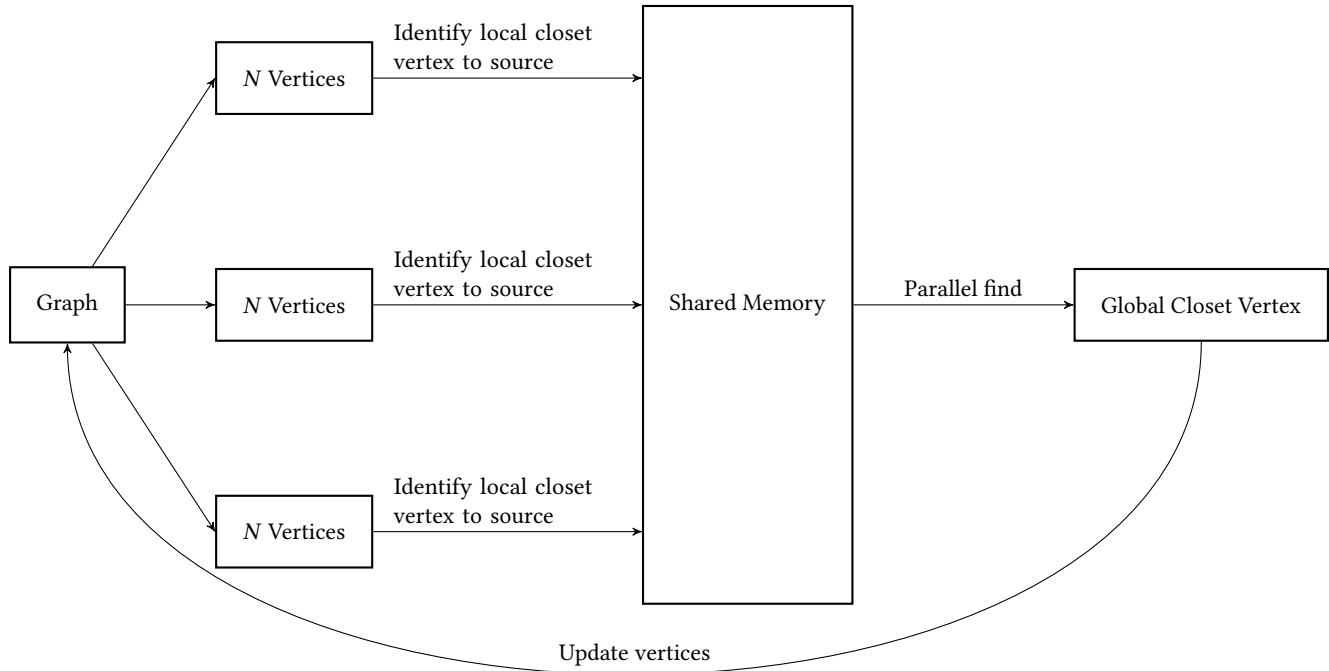 Identify local closet
vertex to source
N Vertices
Identify local closet
vertex to source
Graph
N Vertices
Shared Memory
Parallel find
Global Closet Vertex
Identify local closet
vertex to source
N Vertices
Update vertices